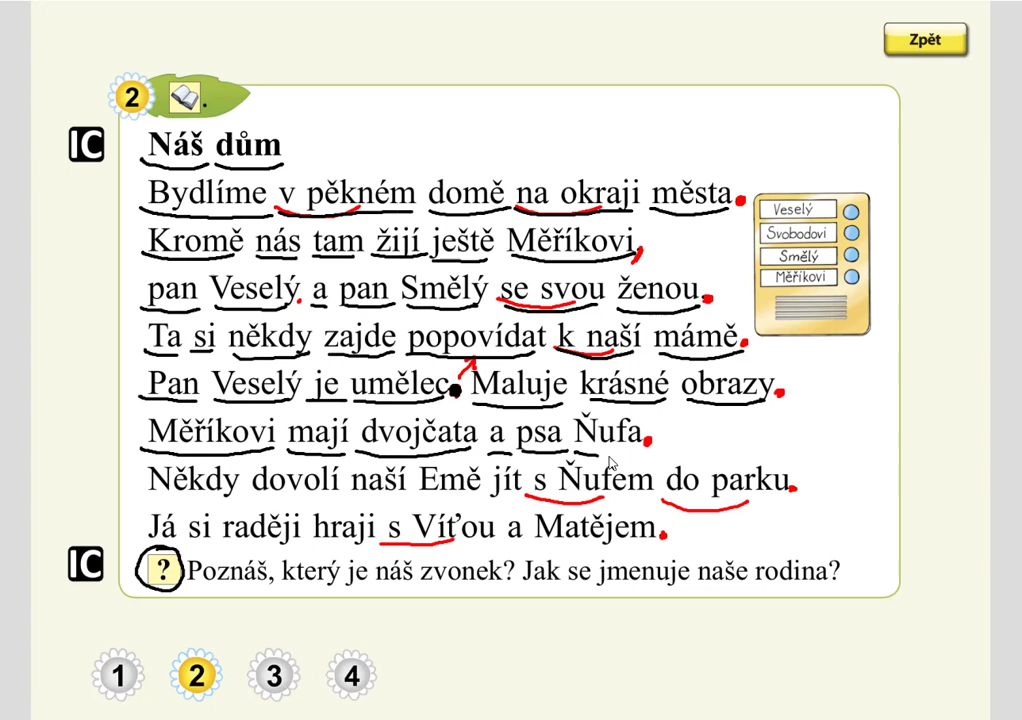 Zpět
2
IC
Náš dům
Bydlíme v pěkném domě na okraji města.
Kromě nás tam žijí ještě Měříkovi,
pan Veselý a pan Smělý se svou ženou.
Ta si někdy zajde popovídat k naší mámě.
Pan Veselý je umělec. Maluje krásné obrazy.
Měříkovi mají dvojčata a psa Ňufa.
Někdy dovolí naší Emě jít s Ňufem do parku.
Já si raději hraji s Víťou a Matějem.
Veselý
Svobodovi
Smělý
Měříkovi
IC
? Poznáš, který je náš zvonek? Jak se jmenuje naše rodina?
1 2 3 4